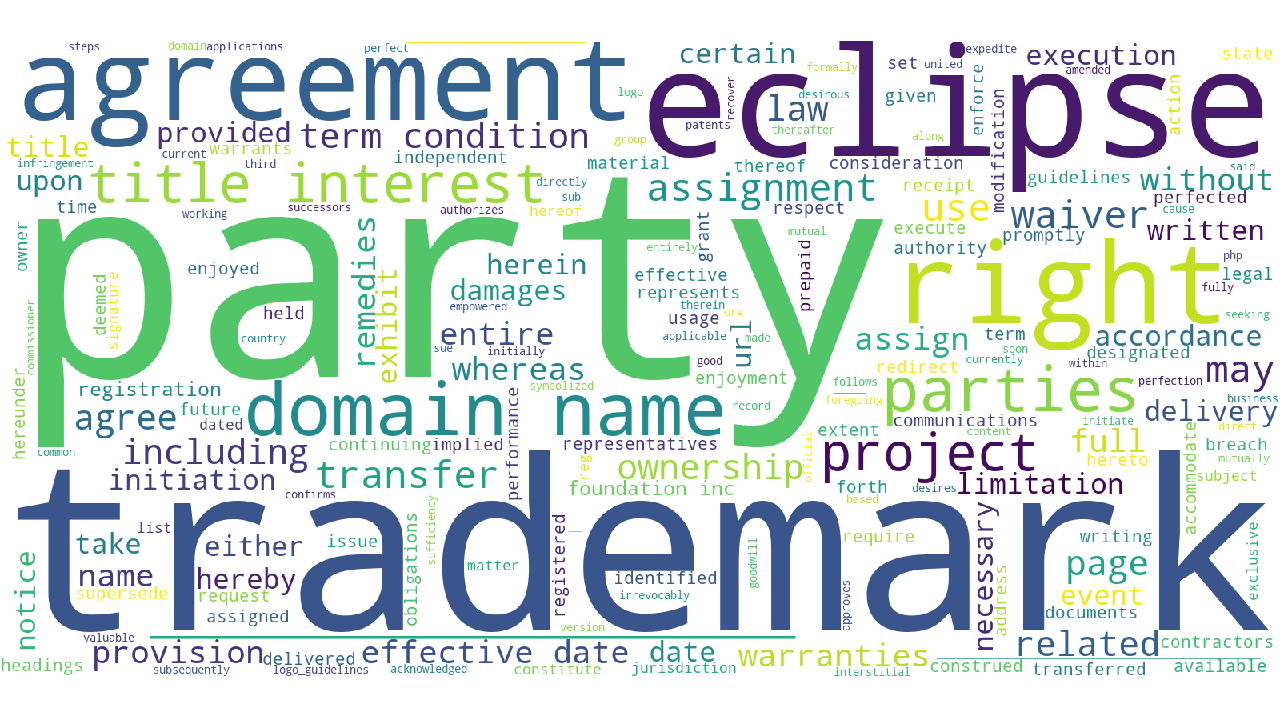 steps
domain
applications
perfect
agreement
certain
eclipse
set
united
expedite
execution
amended
state
formally
logo
recover
law
desirous
given
enforce
action
patents
thereafter
along
group
title
provided
term condition
current
warrants
third
independent
infringement
material
thereof
consideration
modification
said
upon
title interest
directly
sub
assignment
receipt
guidelines
without
perfected
time
working
successors
authorizes
hereof
respect
use
waiver
cause
written
owner
party
remedies
grant
mutual
execute
authority
promptly
right
enjoyed
herein
entirely
effective
prepaid
php
legal
fully
deemed
signature
exhibit
damages
represents
therein
org
seeking
commissioner
held
empowered
usage
url
applicable
made
country
sue
initially
entire
good
assign
term
soon
currently
accordance
designated
within
whereas
enjoyment
redirect
may
registration
symbolized
follows
parties
perfection
business
hereunder
agree
future
dated
domain name
record
foregoing
communications
initiate
delivery
direct
common
including
continuing
implied
performance
representatives
extent
content
full
hereto
accommodate
breach
mutually
initiation
transfer
reg
ownership
official
project
foundation inc
forth
based
desires
limitation
subject
confirms
trademark
list
take
either
issue
obligations
sufficiency
registered
matter
identified
irrevocably
goodwill
require
necessary
writing
page
exclusive
notice
name
hereby
supersede
request
assigned
version
approves
address
event
documents
valuable
headings
provision
delivered
effective date
date
warranties
related
contractors
subsequently
logo_guidelines
acknowledged
constitute
jurisdiction
interstitial
construed
transferred
available